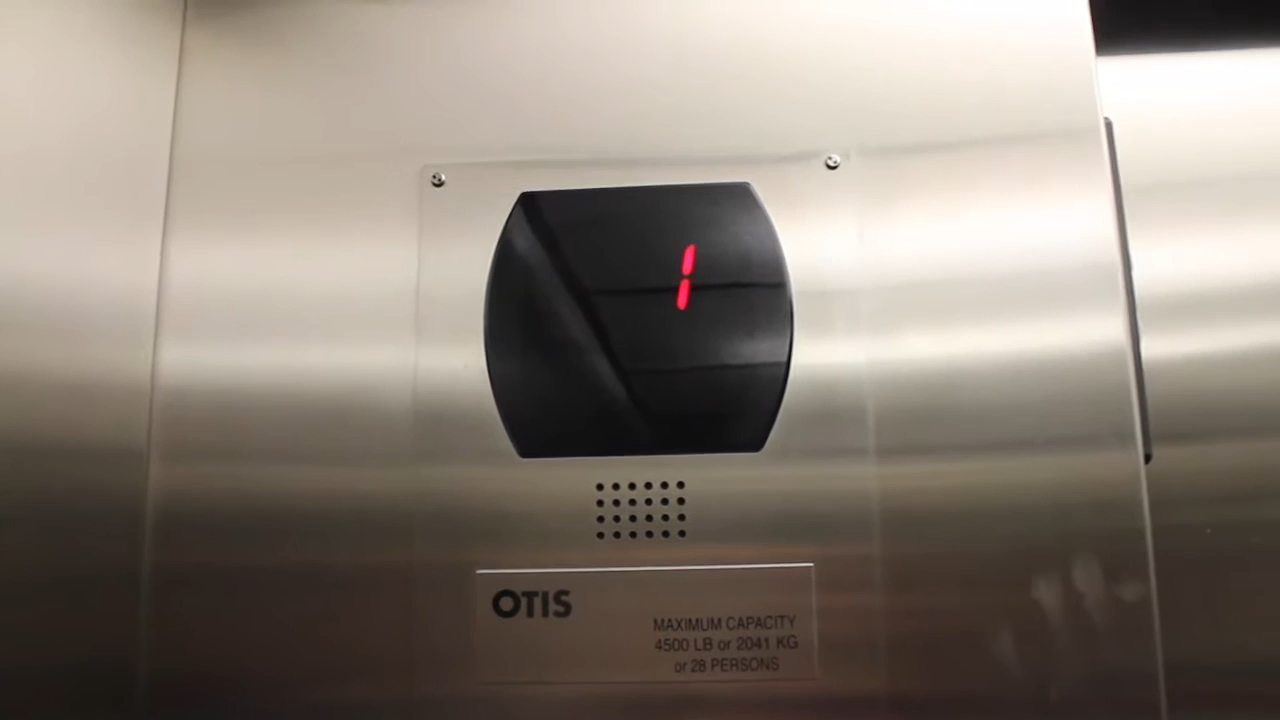 1
OTIS
MAXIMUM CAPACITY
4500 LB or 2041 KG
or 28 PERSONS